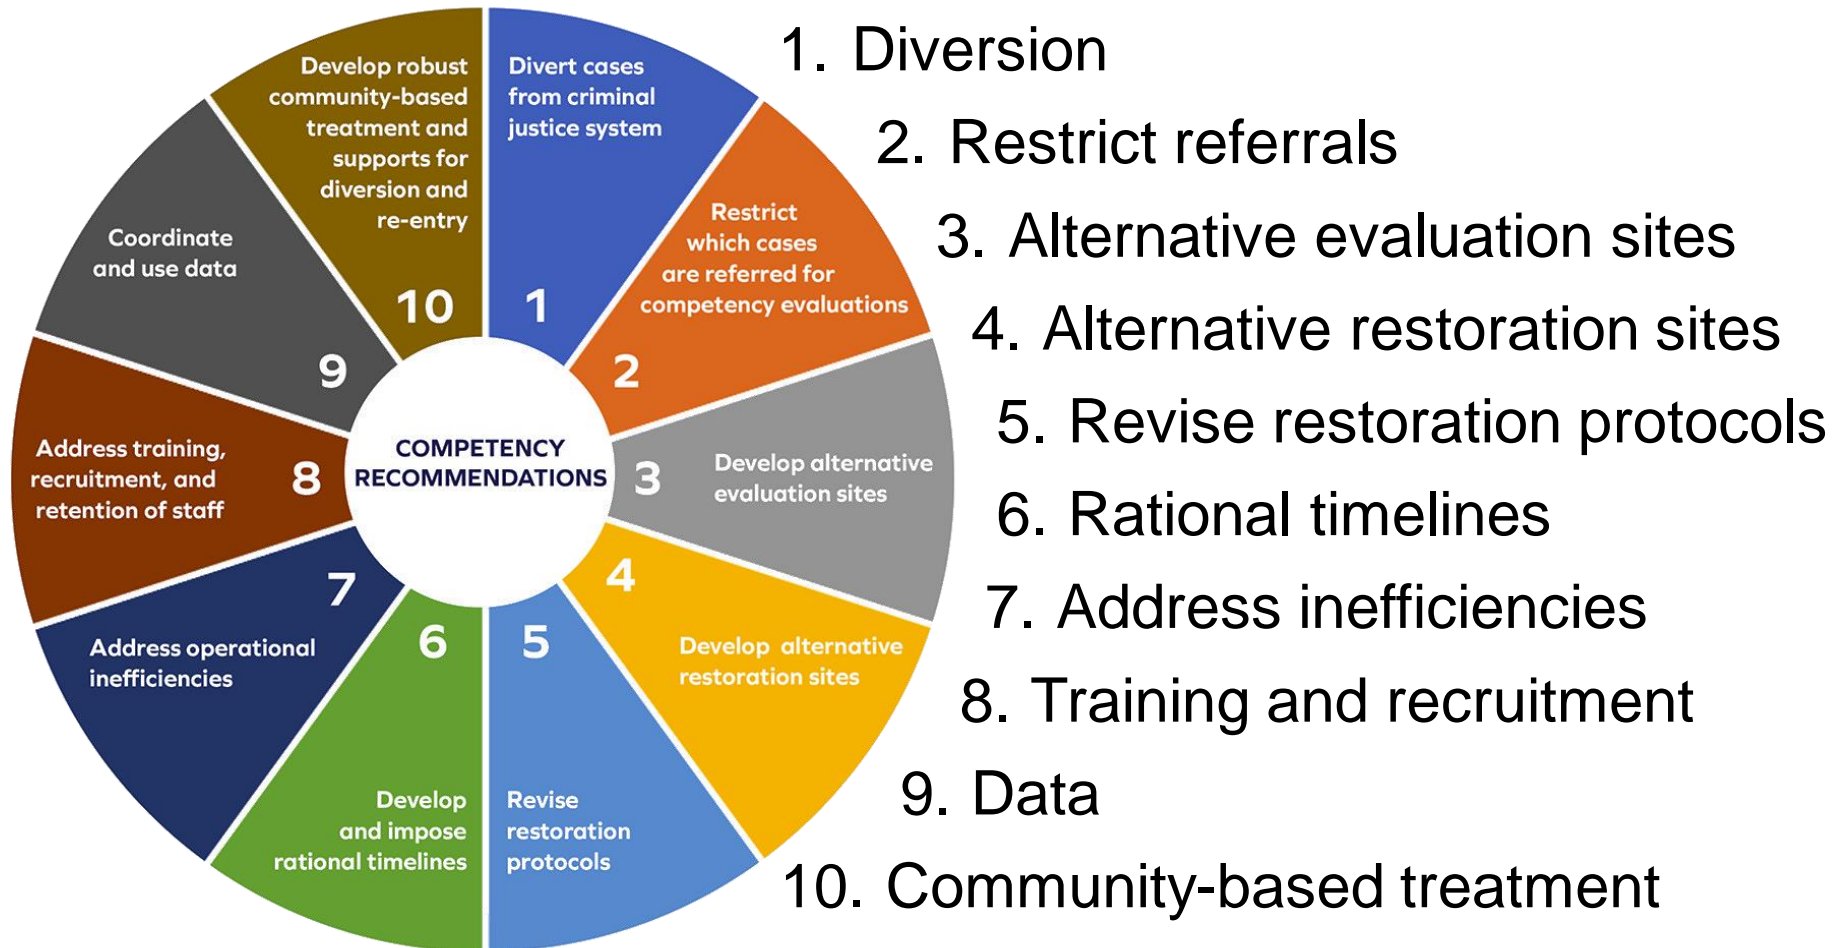 Divert cases
from criminal
justice system
1
Restrict
which cases
are referred for
competency evaluations
2
Develop alternative
evaluation sites
3
Develop alternative
restoration sites
4
Revise
restoration
protocols
5
Develop
and impose
rational timelines
6
Address operational
inefficiencies
7
Address training,
recruitment, and
retention of staff
8
Coordinate
and use data
9
Develop robust
community-based
treatment and
supports for
diversion and
re-entry
10
COMPETENCY
RECOMMENDATIONS
1. Diversion
2. Restrict referrals
3. Alternative evaluation sites
4. Alternative restoration sites
5. Revise restoration protocols
6. Rational timelines
7. Address inefficiencies
8. Training and recruitment
9. Data
10. Community-based treatment